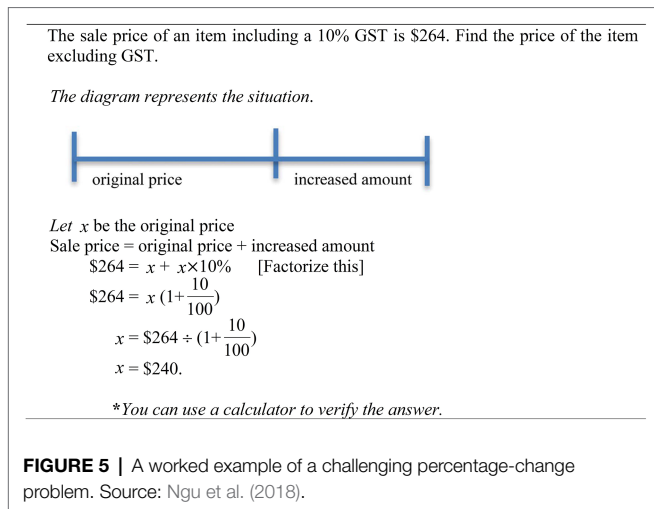 The sale price of an item including a 10% GST is $264. Find the price of the item
excluding GST.
The diagram represents the situation.
original price increased amount
Let x be the original price
Sale price = original price + increased amount
$264 = x + x×10% [Factorize this]
$264 = x (1+10/100)
x = $264 ÷ (1+10/100)
x = $240.
*You can use a calculator to verify the answer.
FIGURE 5 | A worked example of a challenging percentage-change
problem. Source: Ngu et al. (2018).